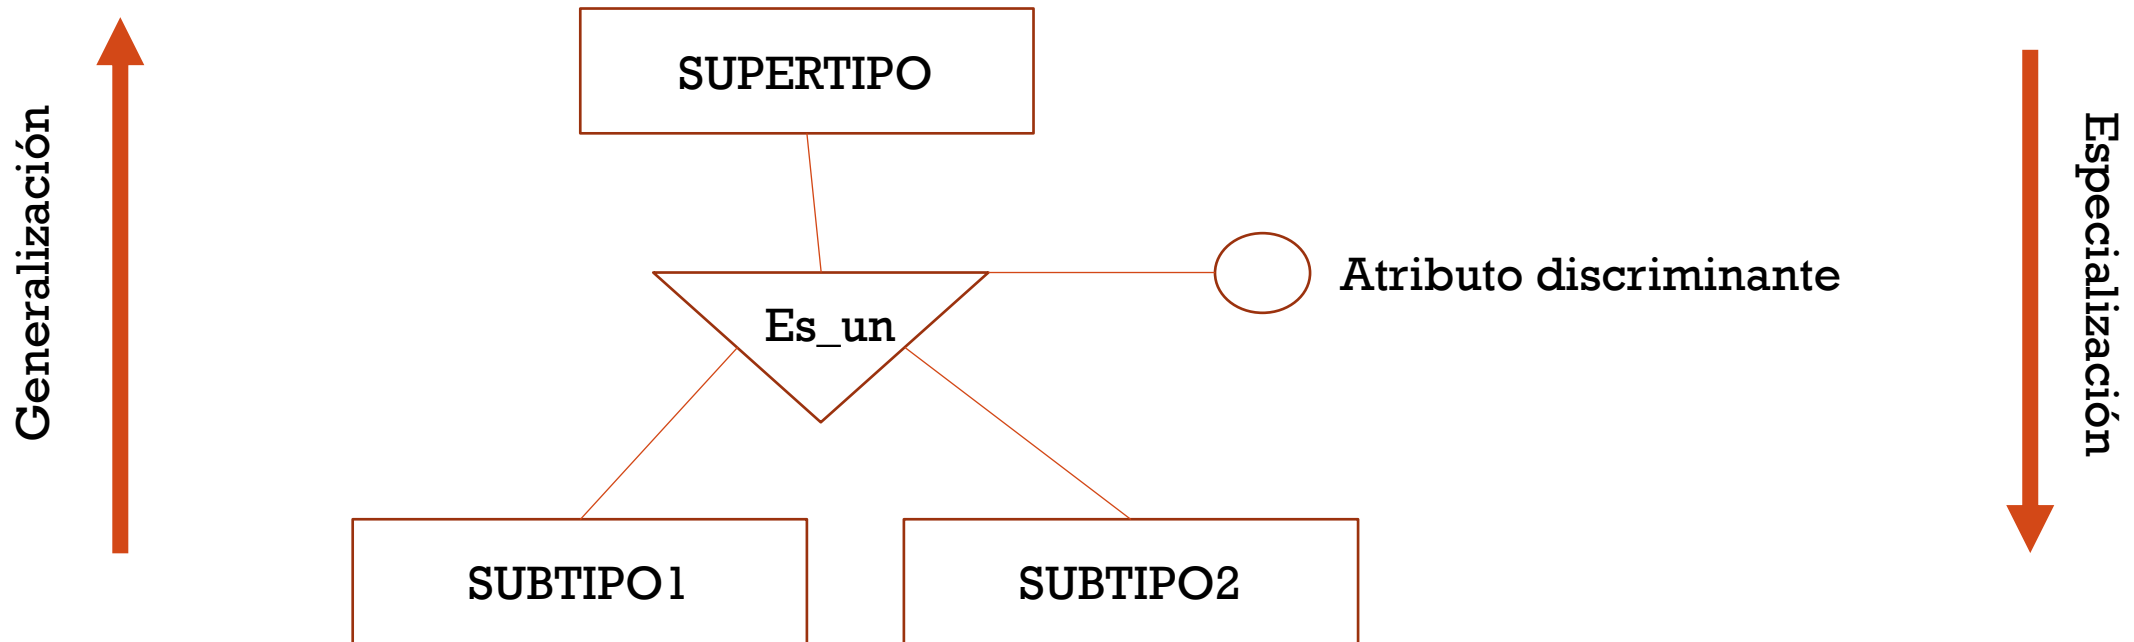 SUPERTIPO
Generalización
Especialización
Atributo discriminante
Es_un
SUBTIPO1
SUBTIPO2